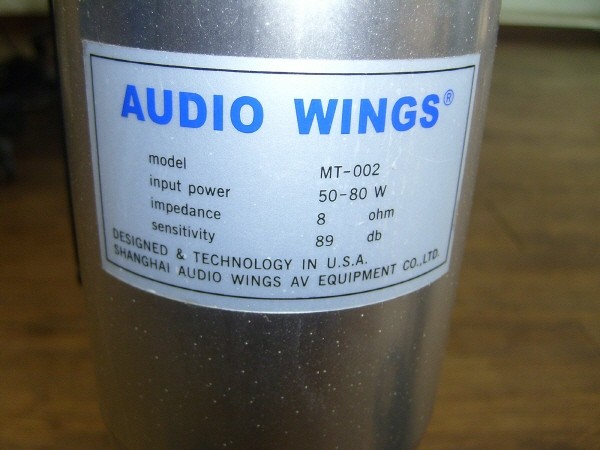 AUDIO WINGS®
model MT-002
input power 50-80 W
impedance 8 ohm
sensitivity 89 db
DESIGNED & TECHNOLOGY IN U.S.A.
SHANGHAI AUDIO WINGS AV EQUIPMENT CO.,LTD.